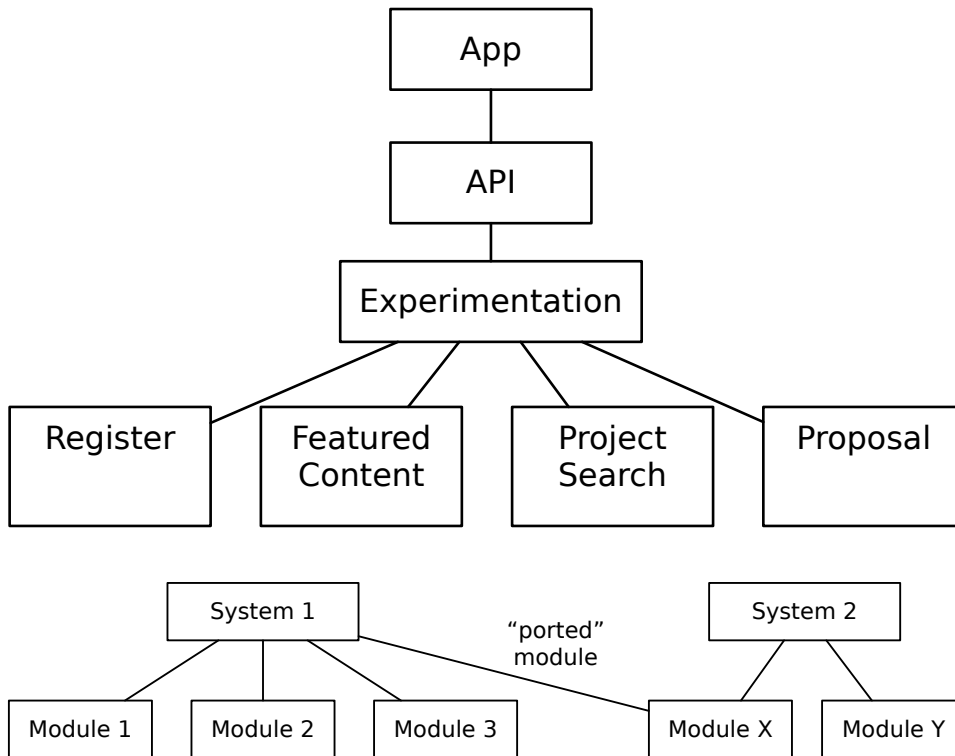 App
API
Experimentation
Register
Featured
Content
Project
Search
Proposal
System 1
System 2
“ported”
module
Module 1
Module 2
Module 3
Module X
Module Y